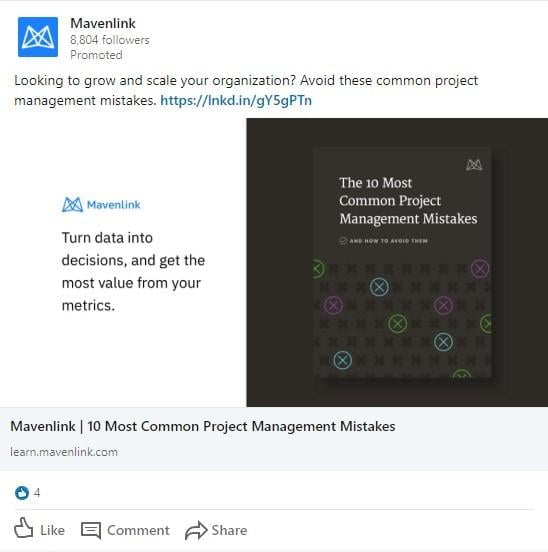 Mavenlink
8,804 followers
Promoted
Looking to grow and scale your organization? Avoid these common project
management mistakes. https://lnkd.in/gY5gPTn
Mavenlink
Turn data into
decisions, and get the
most value from your
metrics.
The 10 Most
Common Project
Management Mistakes
AND HOW TO AVOID THEM
Mavenlink | 10 Most Common Project Management Mistakes
learn.mavenlink.com
4
Like Comment Share